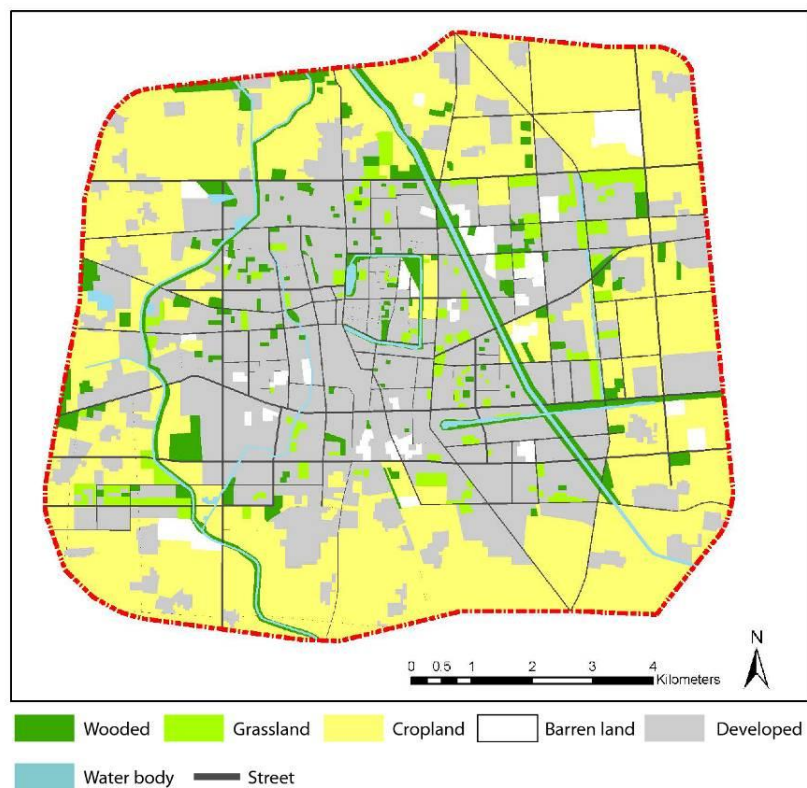 N
0 0.5 1 2 3 4
Kilometers
Wooded Grassland Cropland Barren land Developed
Water body Street